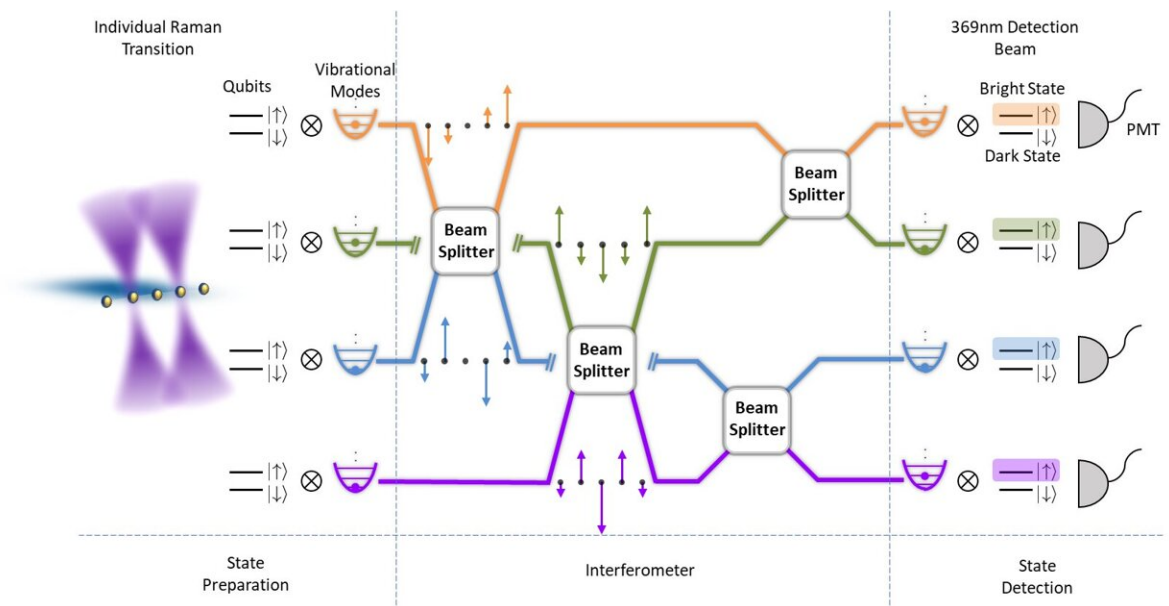 Individual Raman
Transition
369nm Detection
Beam
Qubits
Vibrational
Modes
Bright State
|↑⟩
|↓⟩
⊗
⊗
|↑⟩
|↓⟩
PMT
Dark State
Beam
Splitter
|↑⟩
|↓⟩
⊗
Beam
Splitter
⊗
|↑⟩
|↓⟩
|↑⟩
|↓⟩
⊗
Beam
Splitter
⊗
|↑⟩
|↓⟩
Beam
Splitter
|↑⟩
|↓⟩
⊗
⊗
|↑⟩
|↓⟩
State
Preparation
Interferometer
State
Detection